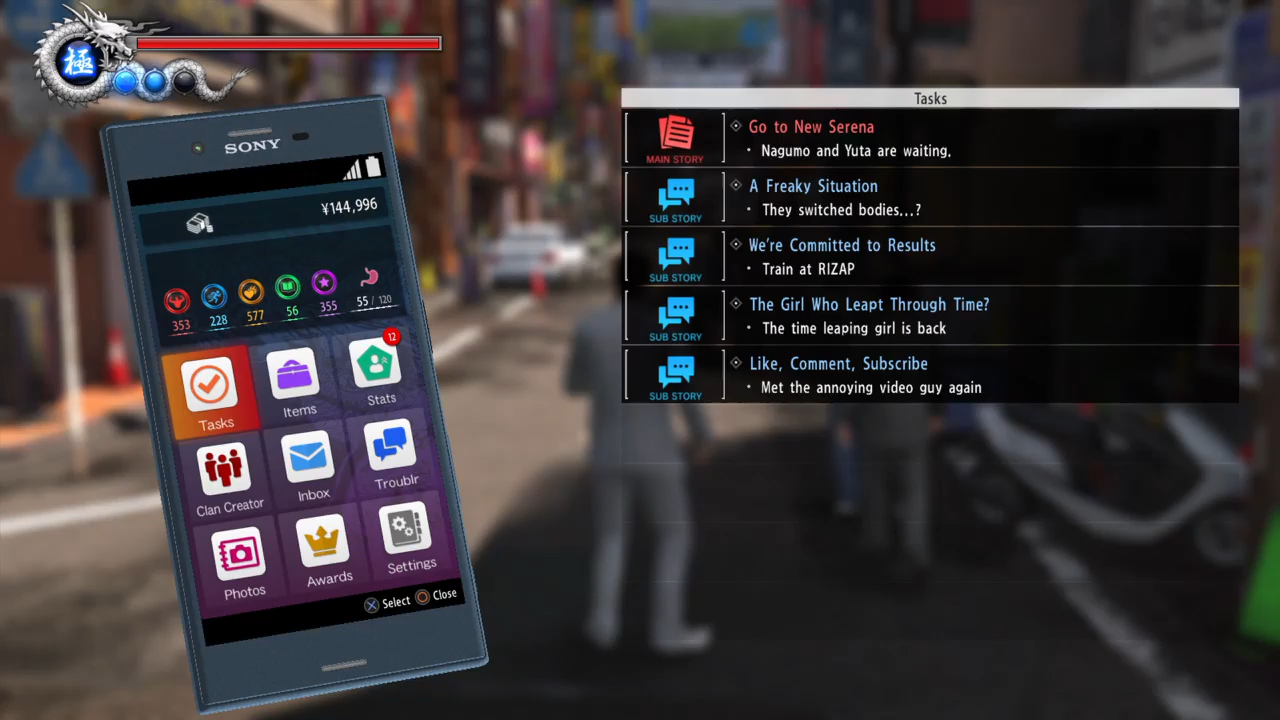 極
SONY
¥144,996
353
228
577
56
355
55 / 120
12
Tasks
Items
Stats
Clan Creator
Inbox
Troublr
Photos
Awards
Settings
Select
Close
Tasks
MAIN STORY
Go to New Serena
・ Nagumo and Yuta are waiting.
SUB STORY
A Freaky Situation
・ They switched bodies...?
SUB STORY
We're Committed to Results
・ Train at RIZAP
SUB STORY
The Girl Who Leapt Through Time?
・ The time leaping girl is back
SUB STORY
Like, Comment, Subscribe
・ Met the annoying video guy again